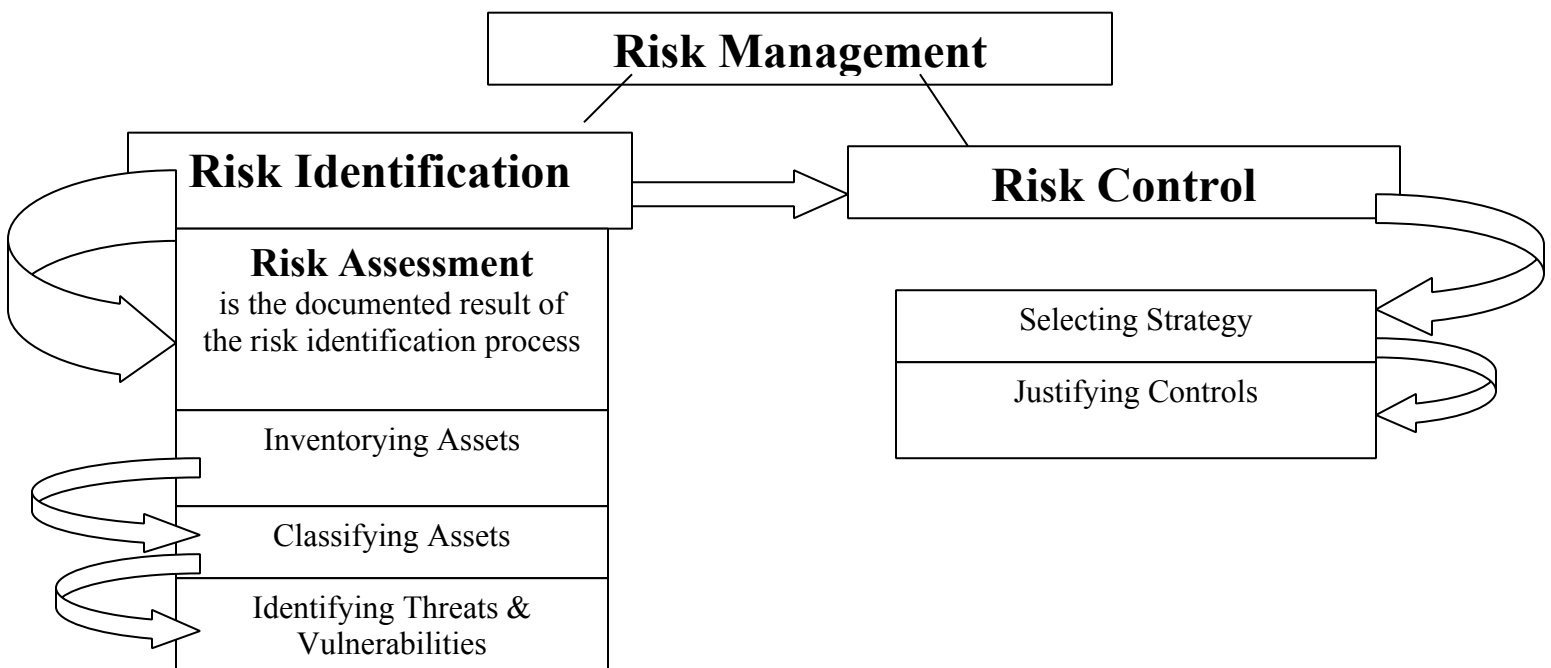 Risk Management
Risk Identification
Risk Control
Risk Assessment
is the documented result of
the risk identification process
Inventorying Assets
Classifying Assets
Identifying Threats &
Vulnerabilities
Selecting Strategy
Justifying Controls